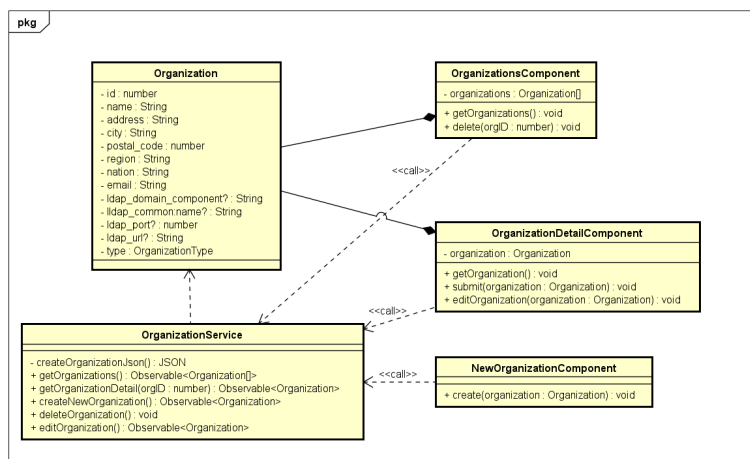 pkg
Organization
- id : number
- name : String
- address : String
- city : String
- postal_code : number
- region : String
- nation : String
- email : String
- ldap_domain_component? : String
- lldap_common:name? : String
- ldap_port? : number
- ldap_url? : String
- type : OrganizationType
OrganizationsComponent
- organizations : Organization[]
+ getOrganizations() : void
+ delete(orgID : number) : void
<<call>>
OrganizationDetailComponent
- organization : Organization
+ getOrganization() : void
+ submit(organization : Organization) : void
+ editOrganization(organization : Organization) : void
<<call>>
OrganizationService
- createOrganizationJson() : JSON
+ getOrganizations() : Observable<Organization[]>
+ getOrganizationDetail(orgID : number) : Observable<Organization>
+ createNewOrganization() : Observable<Organization>
+ deleteOrganization() : void
+ editOrganization() : Observable<Organization>
<<call>>
NewOrganizationComponent
+ create(organization : Organization) : void